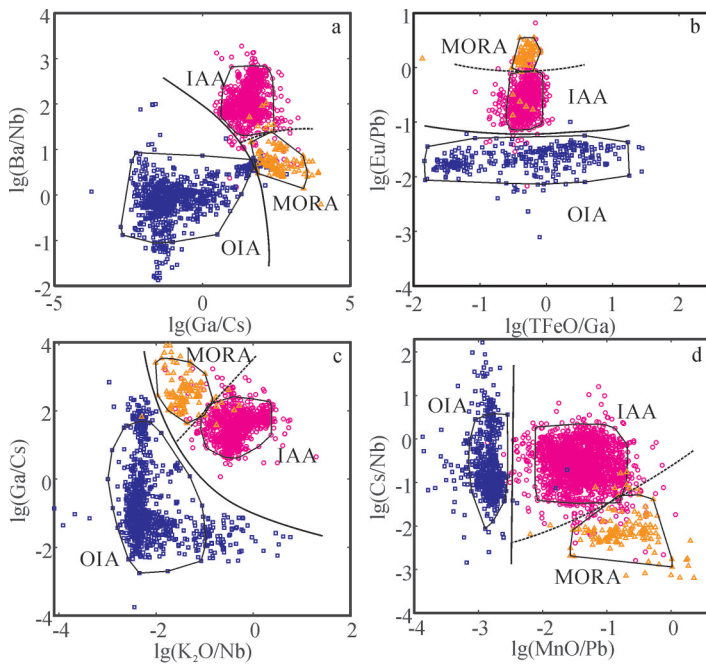 a
4
3
2
1
0
-1
-2
lg(Ba/Nb)
IAA
MORA
OIA
-5 0 5
lg(Ga/Cs)
b
1
0
-1
-2
-3
-4
lg(Eu/Pb)
MORA
IAA
OIA
-2 -1 0 1 2
lg(TFeO/Ga)
c
6
4
2
0
-2
-4
lg(Ga/Cs)
MORA
IAA
OIA
-4 -2 0 2
lg(K₂O/Nb)
d
2
1
0
-1
-2
-3
-4
lg(Cs/Nb)
OIA
IAA
MORA
-4 -3 -2 -1 0
lg(MnO/Pb)